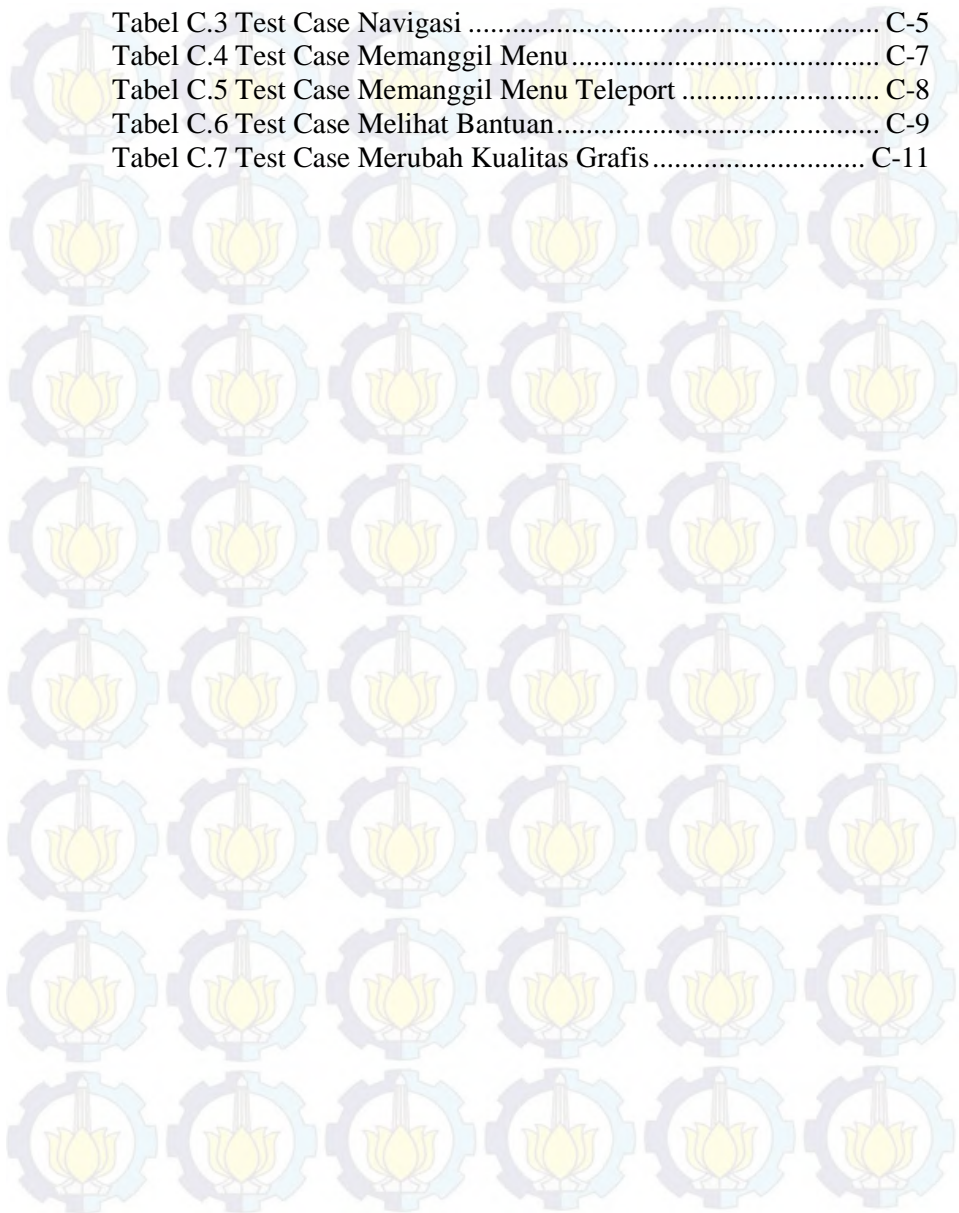 Tabel C.3 Test Case Navigasi ............................................................................... C-5
Tabel C.4 Test Case Memanggil Menu........................................................... C-7
Tabel C.5 Test Case Memanggil Menu Teleport ...................................... C-8
Tabel C.6 Test Case Melihat Bantuan.............................................................. C-9
Tabel C.7 Test Case Merubah Kualitas Grafis........................................... C-11